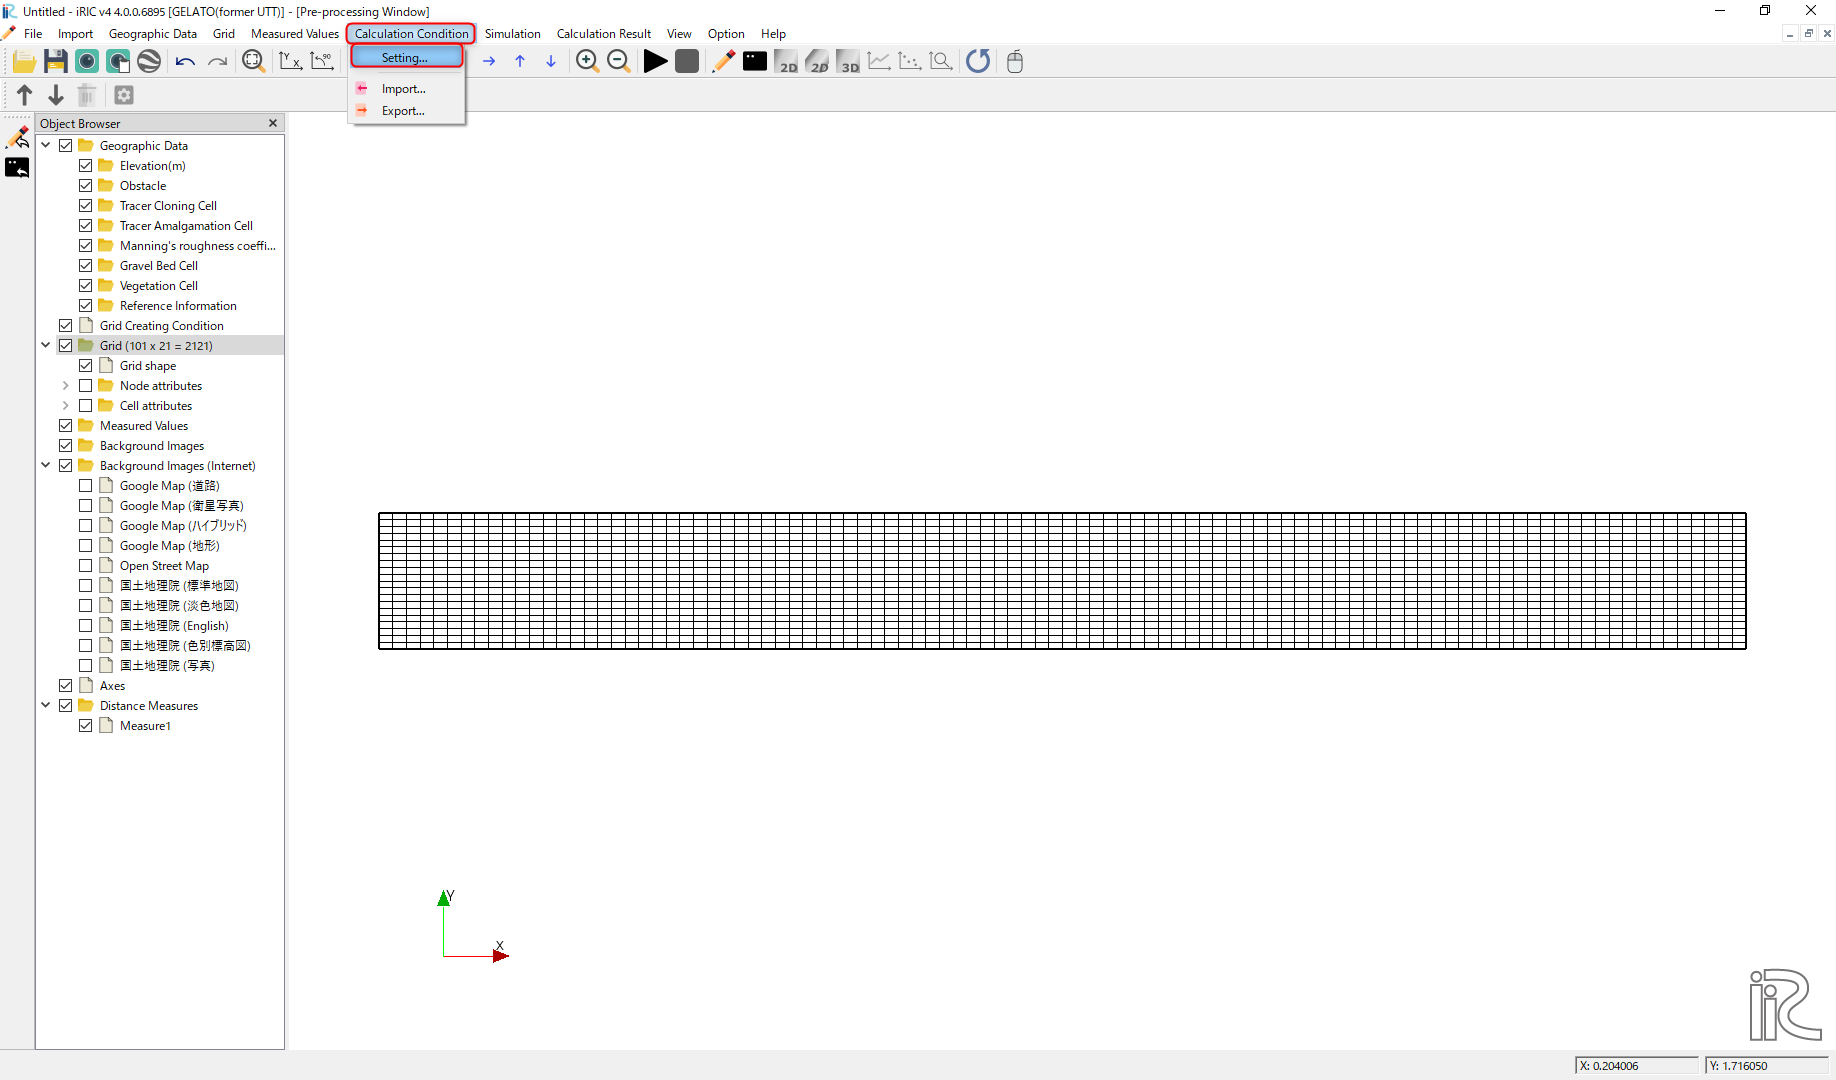 Untitled - iRIC v4 4.0.0.6895 [GELATO(former UTT)] - [Pre-processing Window]
File Import Geographic Data Grid Measured Values Calculation Condition Simulation Calculation Result View Option Help
Setting...
Import...
Export...
2D 2D 3D
Object Browser
Geographic Data
Elevation(m)
Obstacle
Tracer Cloning Cell
Tracer Amalgamation Cell
Manning's roughness coeffi...
Gravel Bed Cell
Vegetation Cell
Reference Information
Grid Creating Condition
Grid (101 x 21 = 2121)
Grid shape
Node attributes
Cell attributes
Measured Values
Background Images
Background Images (Internet)
Google Map (道路)
Google Map (衛星写真)
Google Map (ハイブリッド)
Google Map (地形)
Open Street Map
国土地理院 (標準地図)
国土地理院 (淡色地図)
国土地理院 (English)
国土地理院 (色別標高図)
国土地理院 (写真)
Axes
Distance Measures
Measure1
Y
X
iRIC
X: 0.204006
Y: 1.716050